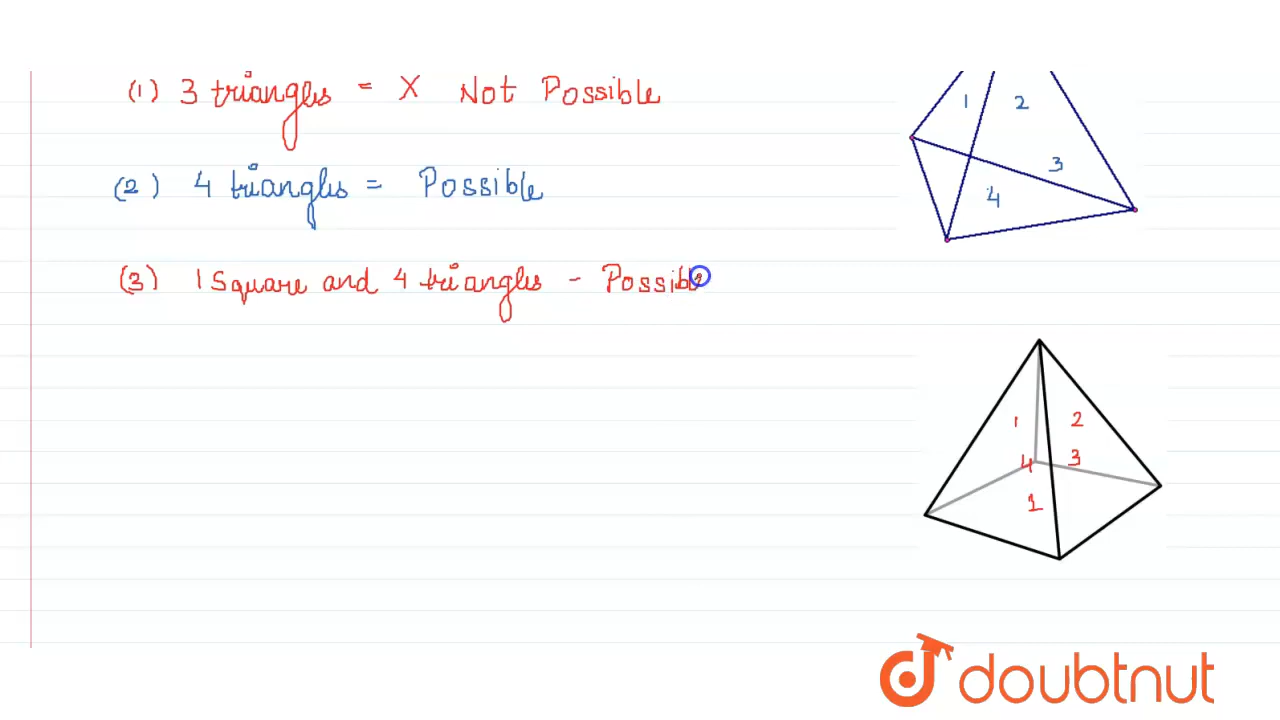 (1) 3 triangles = X Not Possible
(2) 4 triangles = Possible
(3) 1 Square and 4 triangles - Possible
1 2
3
4
1 2
4 3
1
doubtnut